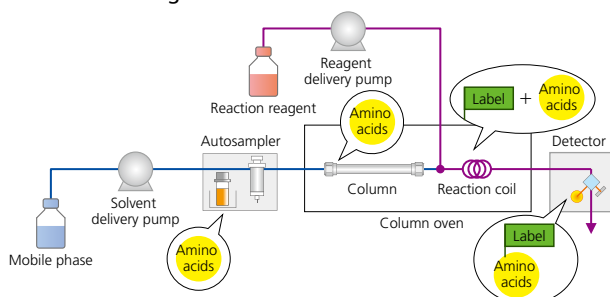 Reagent
delivery pump
Reaction reagent
Label + Amino
acids
Amino
acids
Autosampler
Detector
Column
Reaction coil
Solvent
delivery pump
Column oven
Mobile phase
Amino
acids
Label
Amino
acids